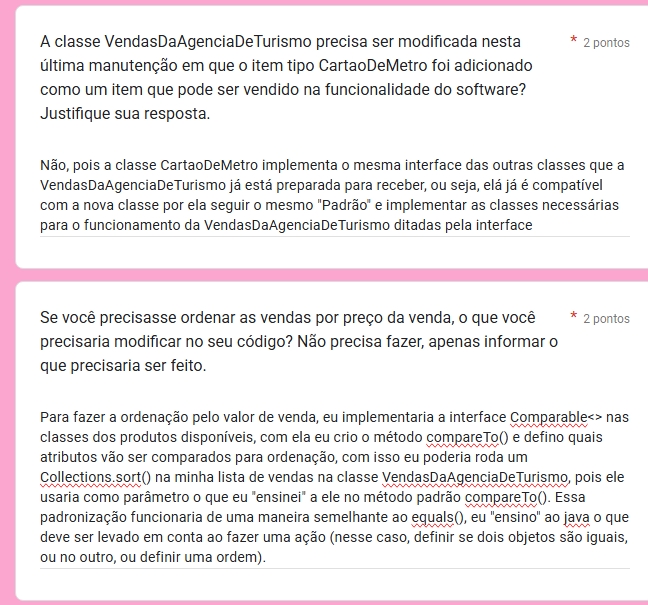 A classe VendasDaAgenciaDeTurismo precisa ser modificada nesta * 2 pontos
última manutenção em que o item tipo CartaoDeMetro foi adicionado
como um item que pode ser vendido na funcionalidade do software?
Justifique sua resposta.
Não, pois a classe CartaoDeMetro implementa o mesma interface das outras classes que a
VendasDaAgenciaDeTurismo já está preparada para receber, ou seja, elá já é compatível
com a nova classe por ela seguir o mesmo "Padrão" e implementar as classes necessárias
para o funcionamento da VendasDaAgenciaDeTurismo ditadas pela interface
Se você precisasse ordenar as vendas por preço da venda, o que você * 2 pontos
precisaria modificar no seu código? Não precisa fazer, apenas informar o
que precisaria ser feito.
Para fazer a ordenação pelo valor de venda, eu implementaria a interface Comparable<> nas
classes dos produtos disponíveis, com ela eu crio o método compareTo() e defino quais
atributos vão ser comparados para ordenação, com isso eu poderia roda um
Collections.sort() na minha lista de vendas na classe VendasDaAgenciaDeTurismo, pois ele
usaria como parâmetro o que eu "ensinei" a ele no método padrão compareTo(). Essa
padronização funcionaria de uma maneira semelhante ao equals(), eu "ensino" ao java o que
deve ser levado em conta ao fazer uma ação (nesse caso, definir se dois objetos são iguais,
ou no outro, ou definir uma ordem).